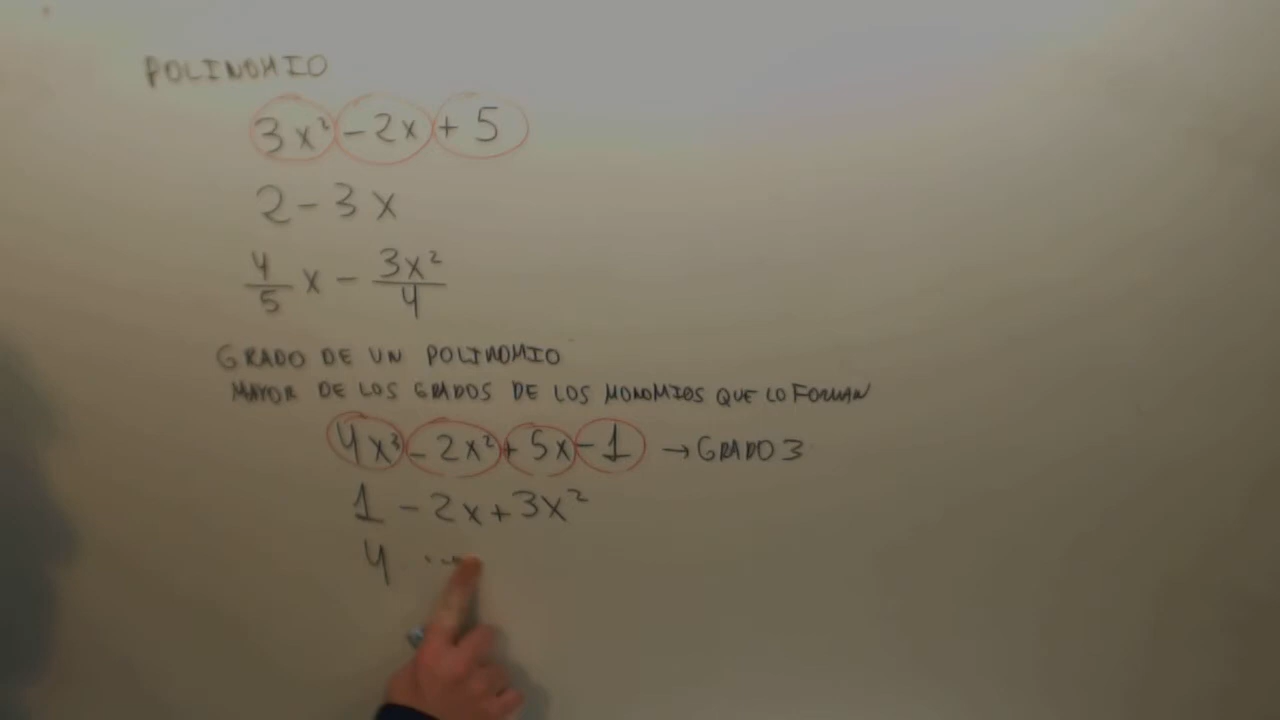 POLINOMIO
3x² - 2x + 5
2 - 3x
4/5 x - 3x²/4
GRADO DE UN POLINOMIO
MAYOR DE LOS GRADOS DE LOS MONOMIOS QUE LO FORMAN
4x³ - 2x² + 5x - 1 → GRADO 3
1 - 2x + 3x²
4